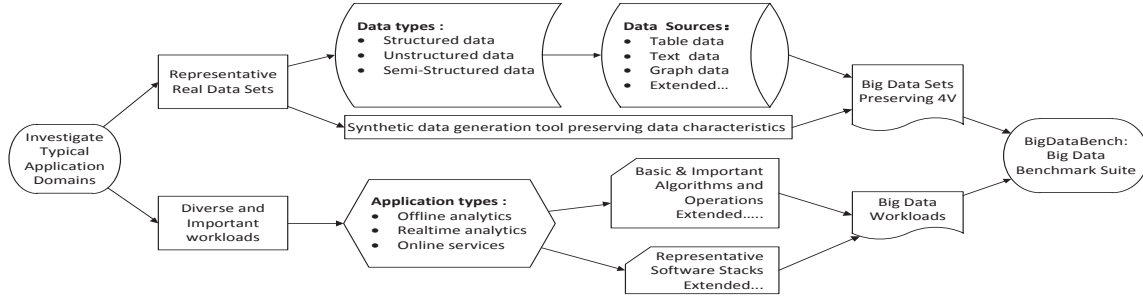 Investigate
Typical
Application
Domains
Representative
Real Data Sets
Data types :
● Structured data
● Unstructured data
● Semi-Structured data
Data Sources:
● Table data
● Text data
● Graph data
● Extended...
Synthetic data generation tool preserving data characteristics
Big Data Sets
Preserving 4V
Diverse and
Important
workloads
Application types :
● Offline analytics
● Realtime analytics
● Online services
Basic & Important
Algorithms and
Operations
Extended.....
Representative
Software Stacks
Extended...
Big Data
Workloads
BigDataBench:
Big Data
Benchmark Suite